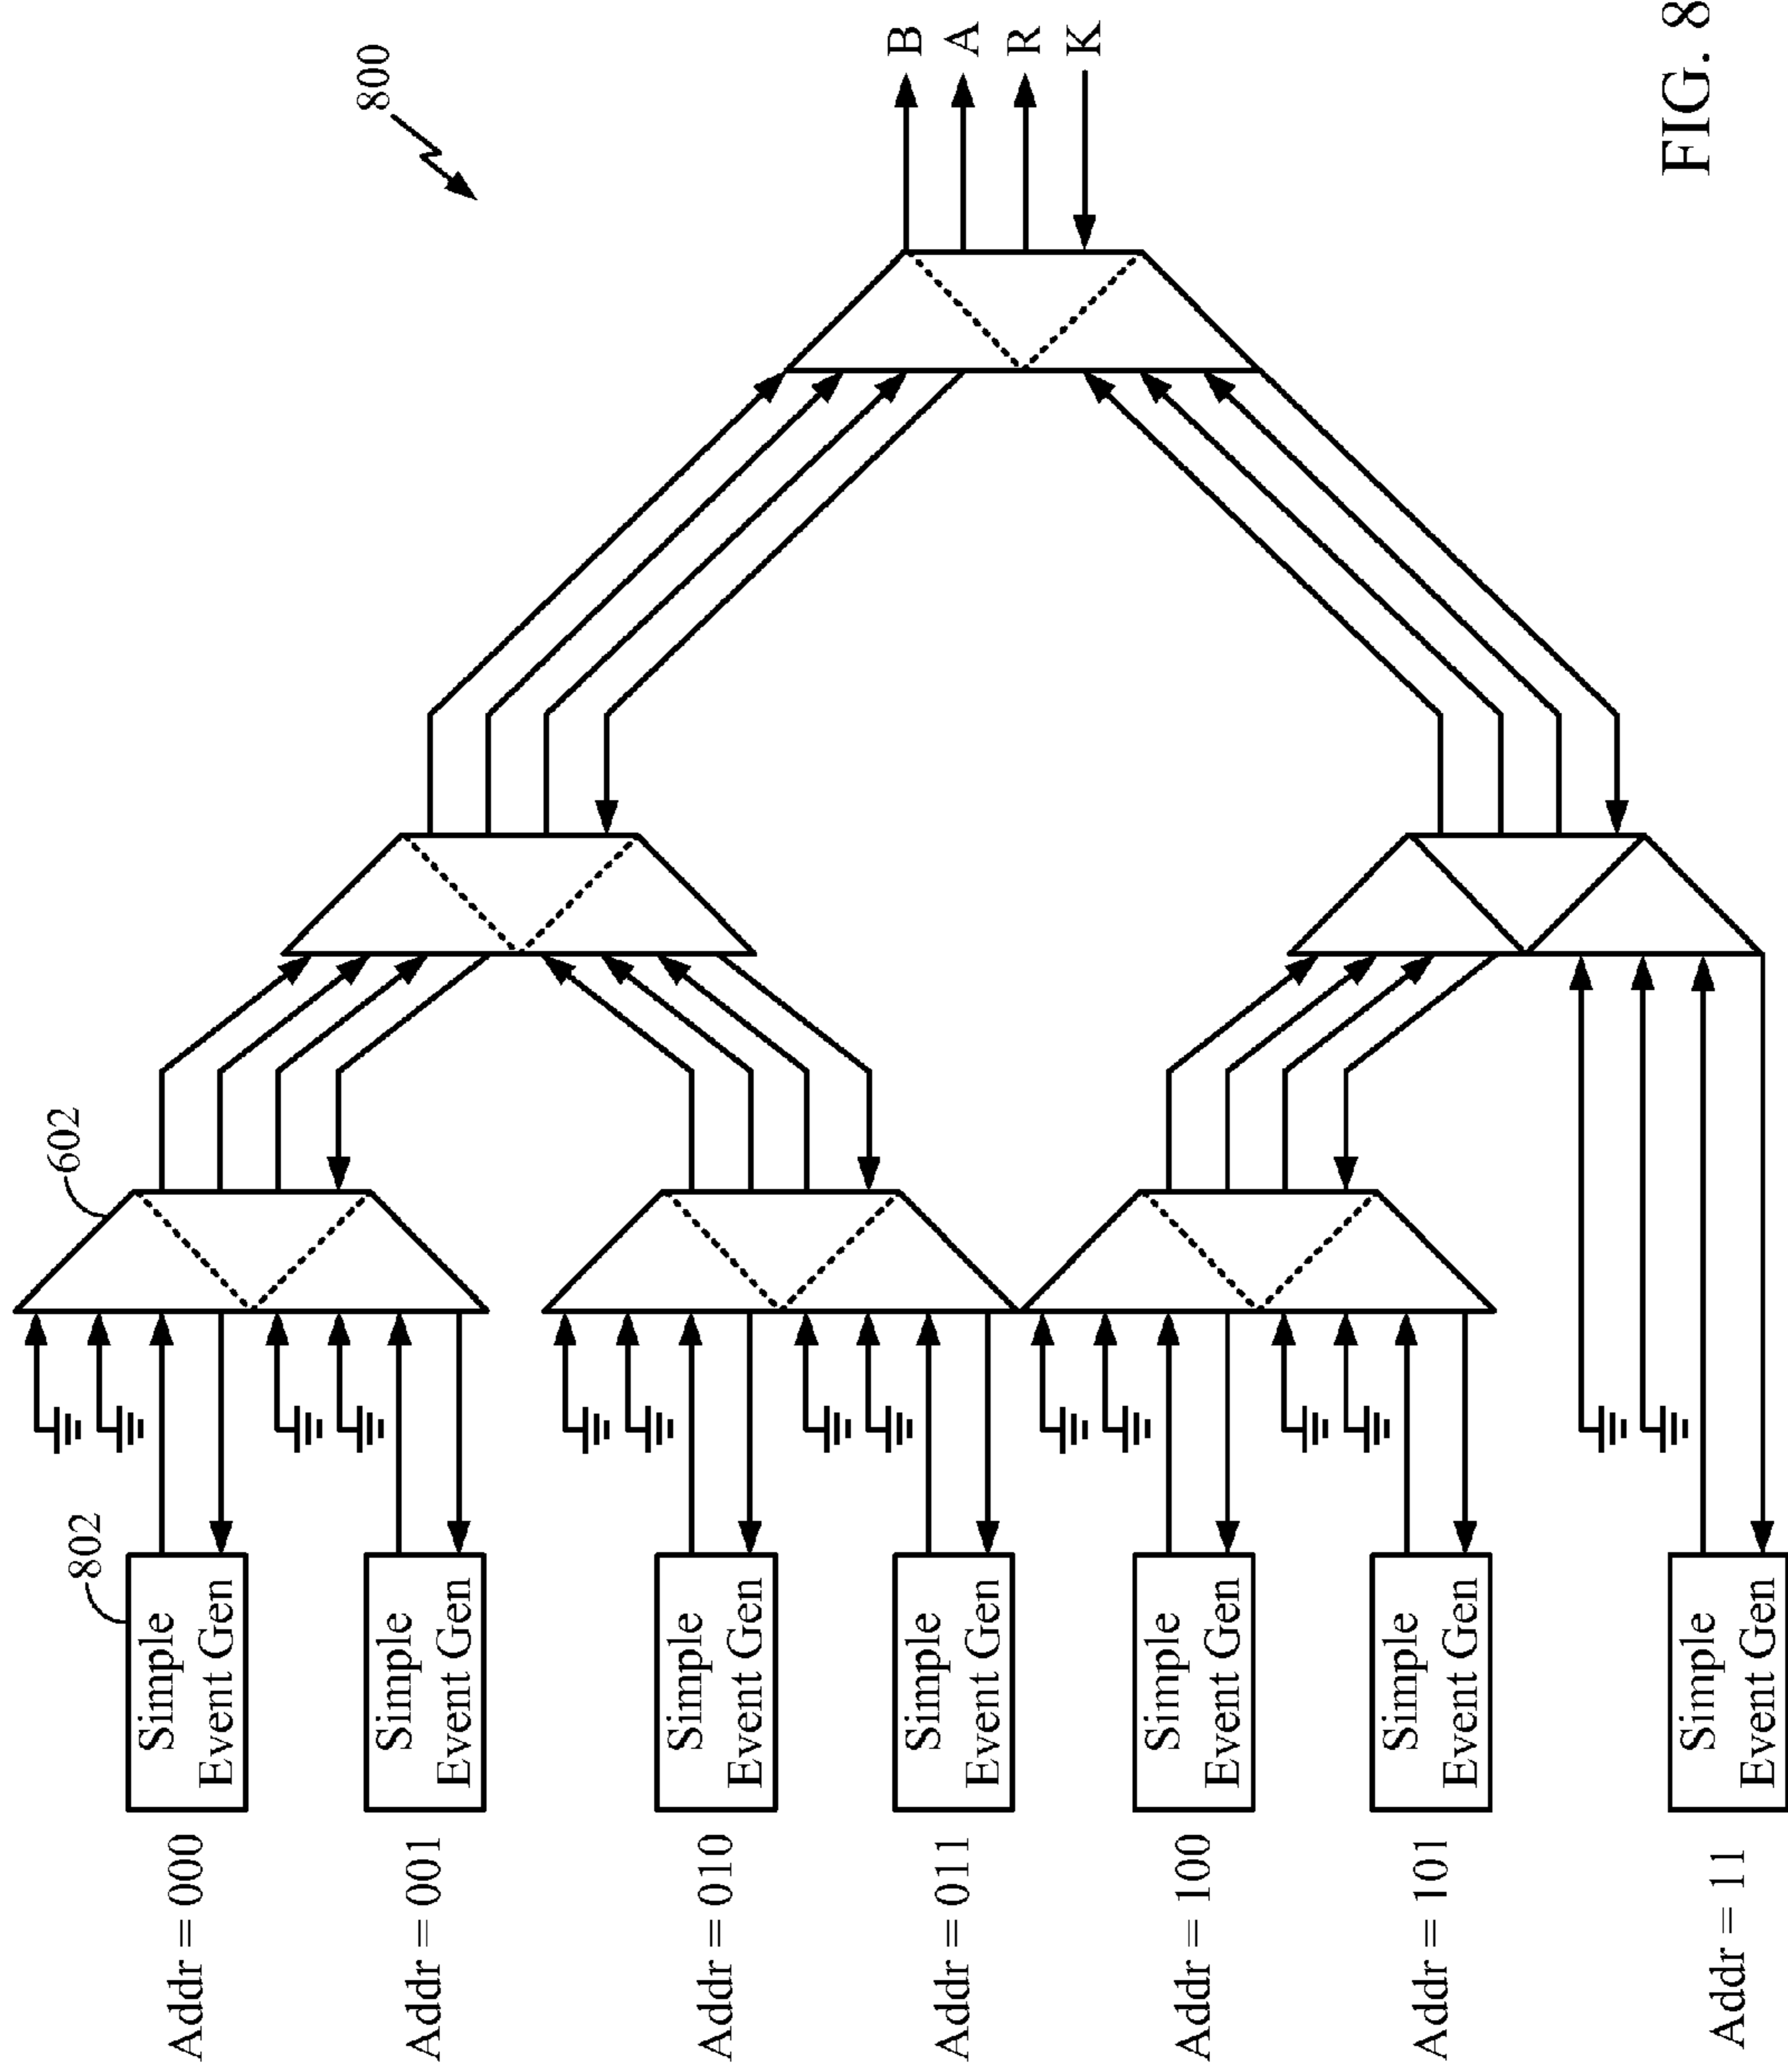 800
B
A
R
K
602
802
Simple
Event Gen
Addr = 000
Simple
Event Gen
Addr = 001
Simple
Event Gen
Addr = 010
Simple
Event Gen
Addr = 011
Simple
Event Gen
Addr = 100
Simple
Event Gen
Addr = 101
Simple
Event Gen
Addr = 11
FIG. 8